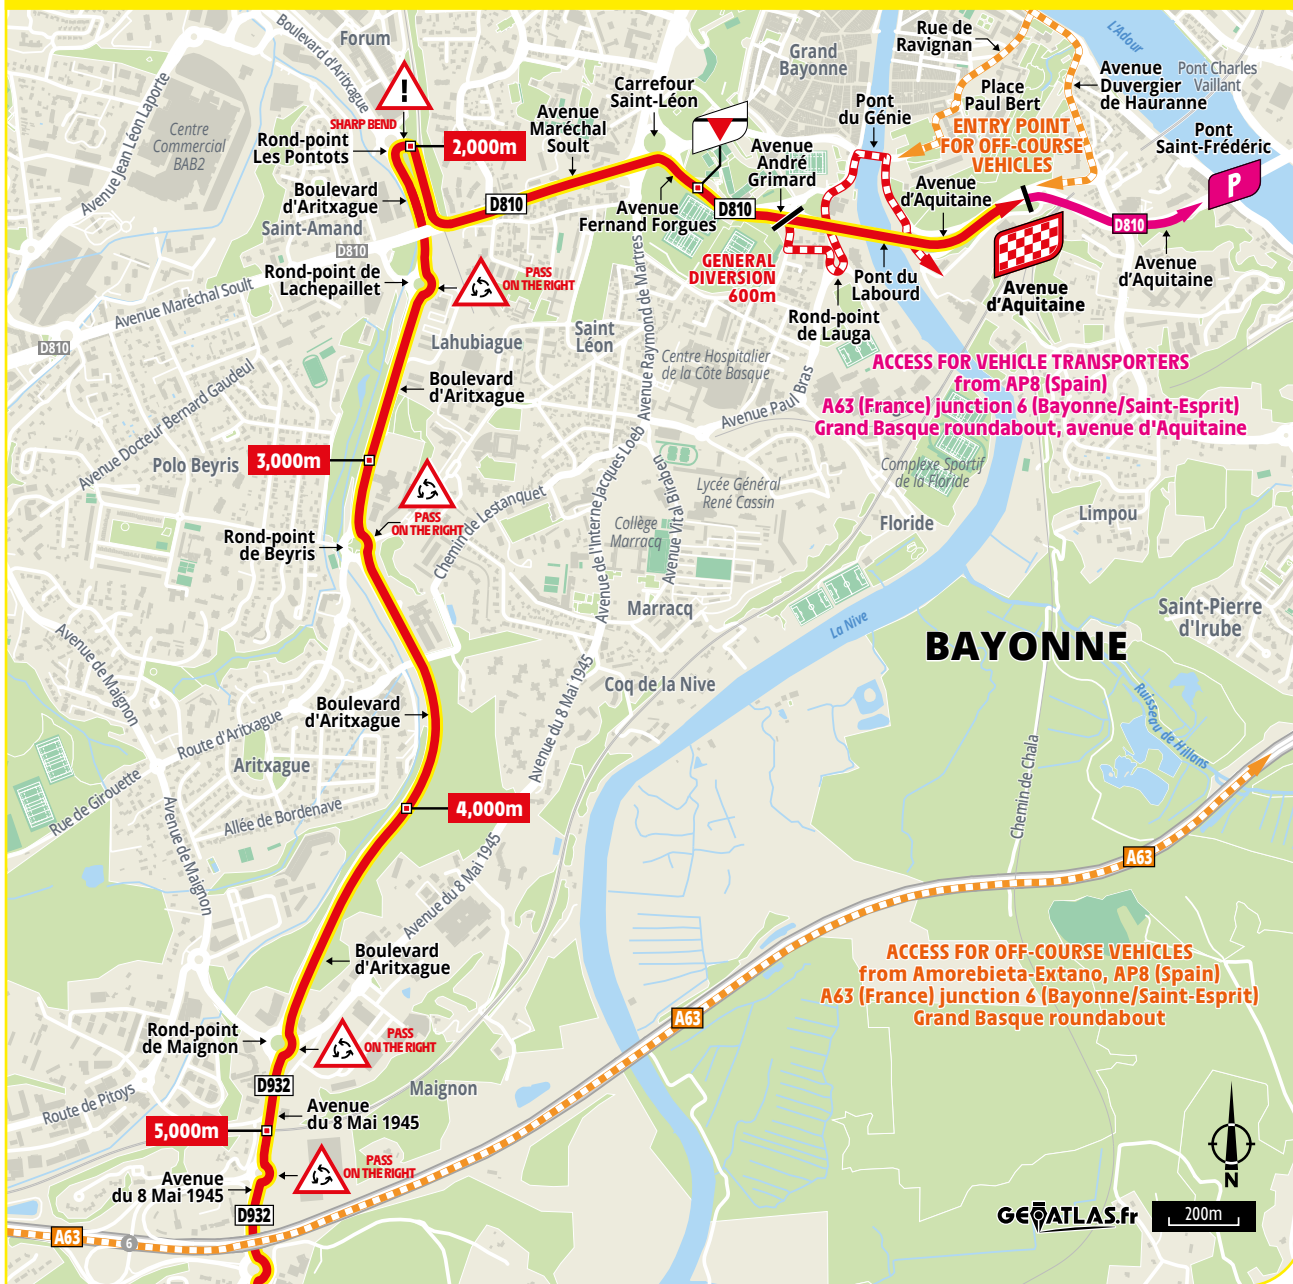 Boulevard d'Aritxague
Forum
Avenue Jean Léon Laporte
Centre
Commercial
BAB2
SHARP BEND
!
Rond-point
Les Pontots
2,000m
Boulevard
d'Aritxague
Saint-Amand
D810
Avenue
Maréchal
Soult
Carrefour
Saint-Léon
D810
Avenue
Fernand Forgues
D810
Avenue
André
Grimard
Grand
Bayonne
Pont
du Génie
Rue de
Ravignan
L'Adour
Pont Charles
Vaillant
Avenue
Duvergier
de Hauranne
Place
Paul Bert
ENTRY POINT
FOR OFF-COURSE
VEHICLES
Pont
Saint-Frédéric
P
Avenue
d'Aquitaine
D810
Avenue
d'Aquitaine
Avenue
d'Aquitaine
Pont du
Labourd
GENERAL
DIVERSION
600m
Rond-point
de Lauga
Rond-point de
Lachepaillet
PASS
ON THE RIGHT
Avenue Maréchal Soult
D810
Lahubiague
Saint
Léon
Avenue Raymond de Martres
Centre Hospitalier
de la Côte Basque
Avenue Paul Bras
ACCESS FOR VEHICLE TRANSPORTERS
from AP8 (Spain)
A63 (France) junction 6 (Bayonne/Saint-Esprit)
Grand Basque roundabout, avenue d'Aquitaine
Boulevard
d'Aritxague
Avenue Docteur Bernard Gaudeul
Polo Beyris
3,000m
PASS
ON THE RIGHT
Rond-point
de Beyris
Chemin de Lestanquet
Avenue de l'Interne Jacques Loeb
Avenue Vital Biraben
Collège
Marracq
Lycée Général
René Cassin
Complexe Sportif
de la Floride
Floride
Limpou
Marracq
La Nive
BAYONNE
Saint-Pierre
d'Irube
Avenue de Maignon
Coq de la Nive
Boulevard
d'Aritxague
Route d'Aritxague
Aritxague
Avenue du 8 Mai 1945
Ruisseau de Hillans
Chemin de Chala
Rue de Girouette
Allée de Bordenave
4,000m
Avenue de Maignon
Avenue du 8 Mai 1945
A63
Boulevard
d'Aritxague
ACCESS FOR OFF-COURSE VEHICLES
from Amorebieta-Extano, AP8 (Spain)
A63 (France) junction 6 (Bayonne/Saint-Esprit)
Grand Basque roundabout
A63
Rond-point
de Maignon
PASS
ON THE RIGHT
D932
Maignon
Route de Pitoys
Avenue
du 8 Mai 1945
5,000m
PASS
ON THE RIGHT
Avenue
du 8 Mai 1945
D932
A63
6
N
GEOATLAS.fr
200m